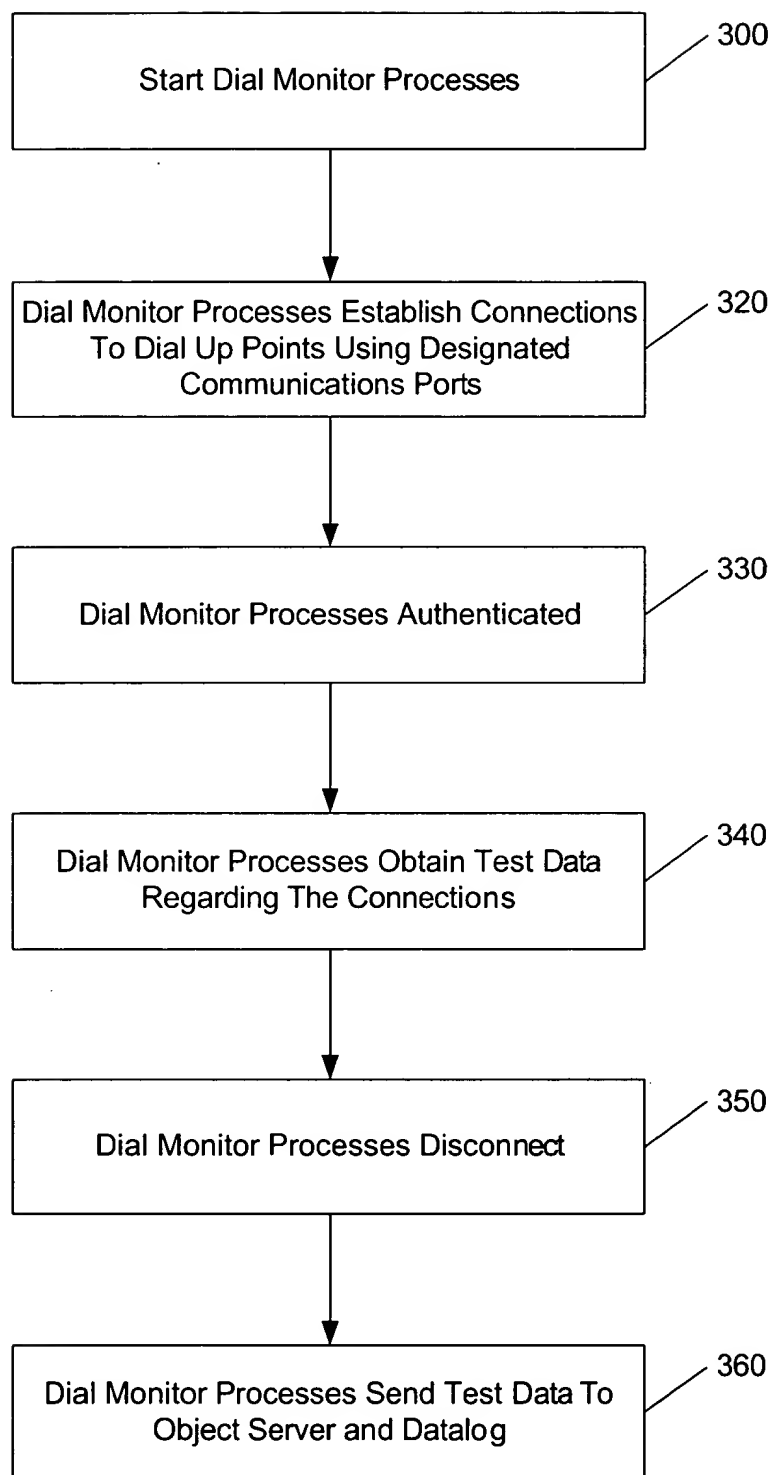 300
Start Dial Monitor Processes
320
Dial Monitor Processes Establish Connections
To Dial Up Points Using Designated
Communications Ports
330
Dial Monitor Processes Authenticated
340
Dial Monitor Processes Obtain Test Data
Regarding The Connections
350
Dial Monitor Processes Disconnect
360
Dial Monitor Processes Send Test Data To
Object Server and Datalog